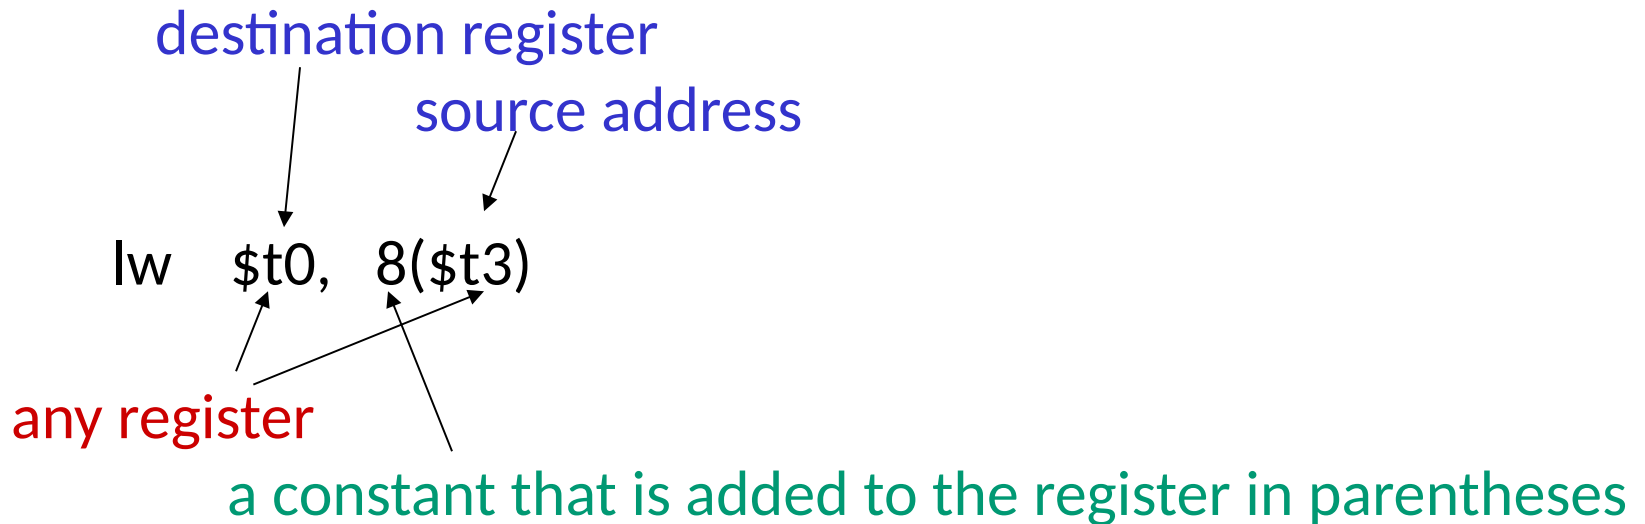 destination register
source address
lw $t0, 8($t3)
any register
a constant that is added to the register in parentheses